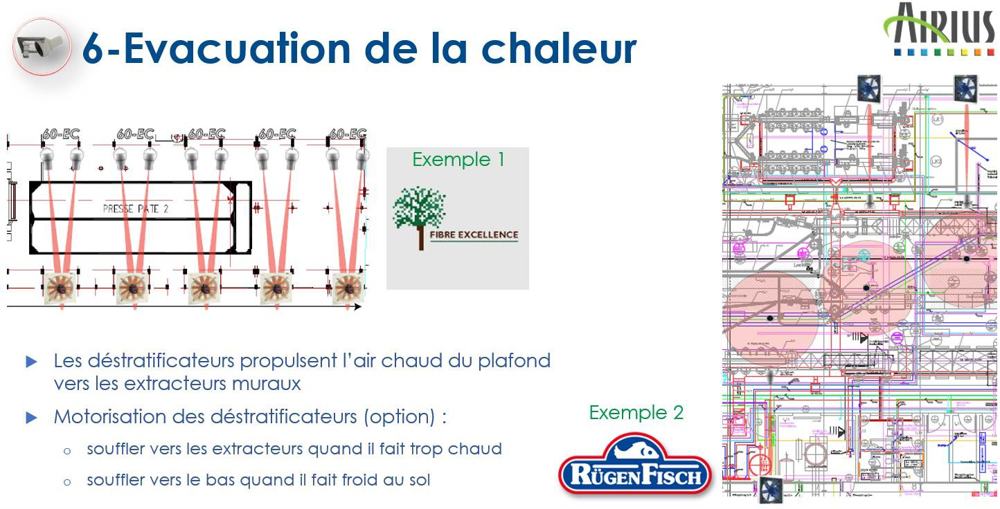 6-Evacuation de la chaleur
AIRIUS
60-EC 60-EC 60-EC 60-EC 60-EC
PRESSE PATE 2
Exemple 1
FIBRE EXCELLENCE
LK1
LK2
Les déstratificateurs propulsent l’air chaud du plafond
vers les extracteurs muraux
Motorisation des déstratificateurs (option) :
o souffler vers les extracteurs quand il fait trop chaud
o souffler vers le bas quand il fait froid au sol
Exemple 2
RÜGENFISCH